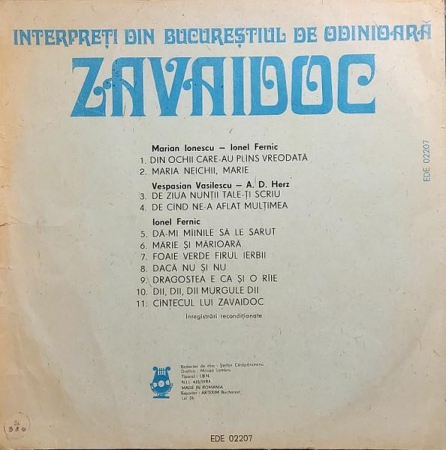 INTERPREȚI DIN BUCUREȘTIUL DE ODINIOARĂ
ZAVAIDOC
Marian Ionescu – Ionel Fernic
1. DIN OCHII CARE-AU PLÎNS VREODATĂ
2. MARIA NEICHII, MARIE
Vespasian Vasilescu – A. D. Herz
3. DE ZIUA NUNȚII TALE-ȚI SCRIU
4. DE CÎND NE-A AFLAT MULȚIMEA
Ionel Fernic
5. DĂ-MI MÎINILE SĂ LE SARUT
6. MĂRIE ȘI MĂRIOARĂ
7. FOAIE VERDE FIRUL IERBII
8. DACĂ NU ȘI NU
9. DRAGOSTEA E CA ȘI O RÎIE
10. DII, DII, DII MURGULE DII
11. CÎNTECUL LUI ZAVAIDOC
Înregistrări recondiționate
EDE 02207
MADE IN ROMANIA
EDE 02207